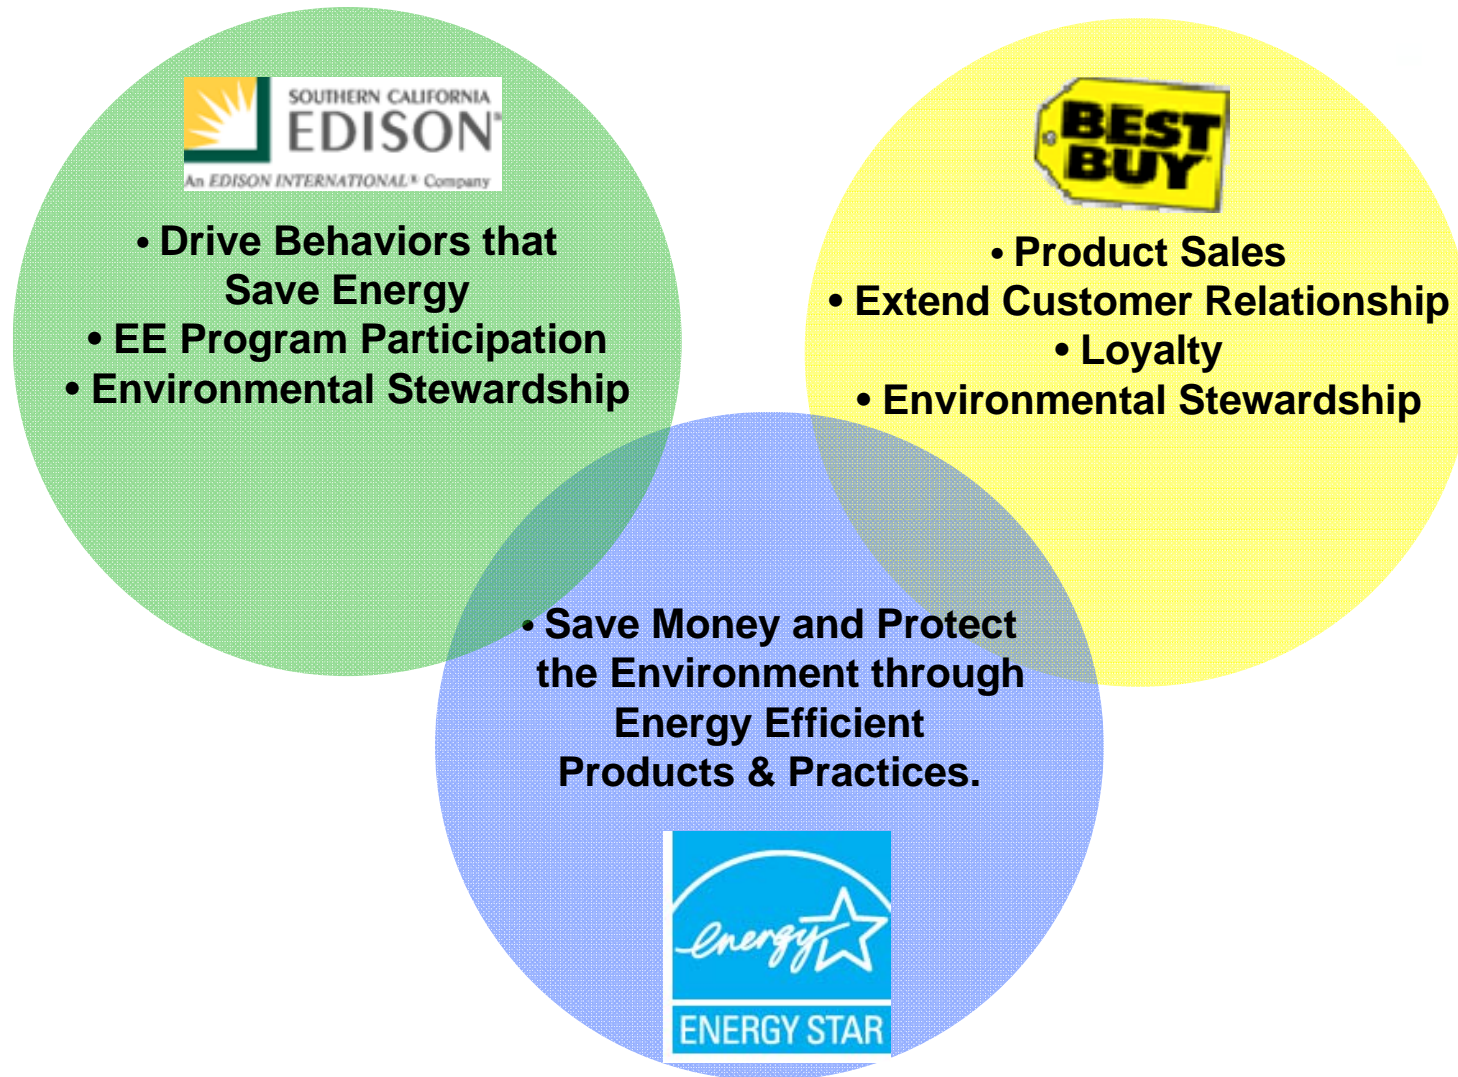 SOUTHERN CALIFORNIA
EDISON®
An EDISON INTERNATIONAL® Company
• Drive Behaviors that
Save Energy
• EE Program Participation
• Environmental Stewardship
BEST
BUY
• Product Sales
• Extend Customer Relationship
• Loyalty
• Environmental Stewardship
• Save Money and Protect
the Environment through
Energy Efficient
Products & Practices.
energy
ENERGY STAR